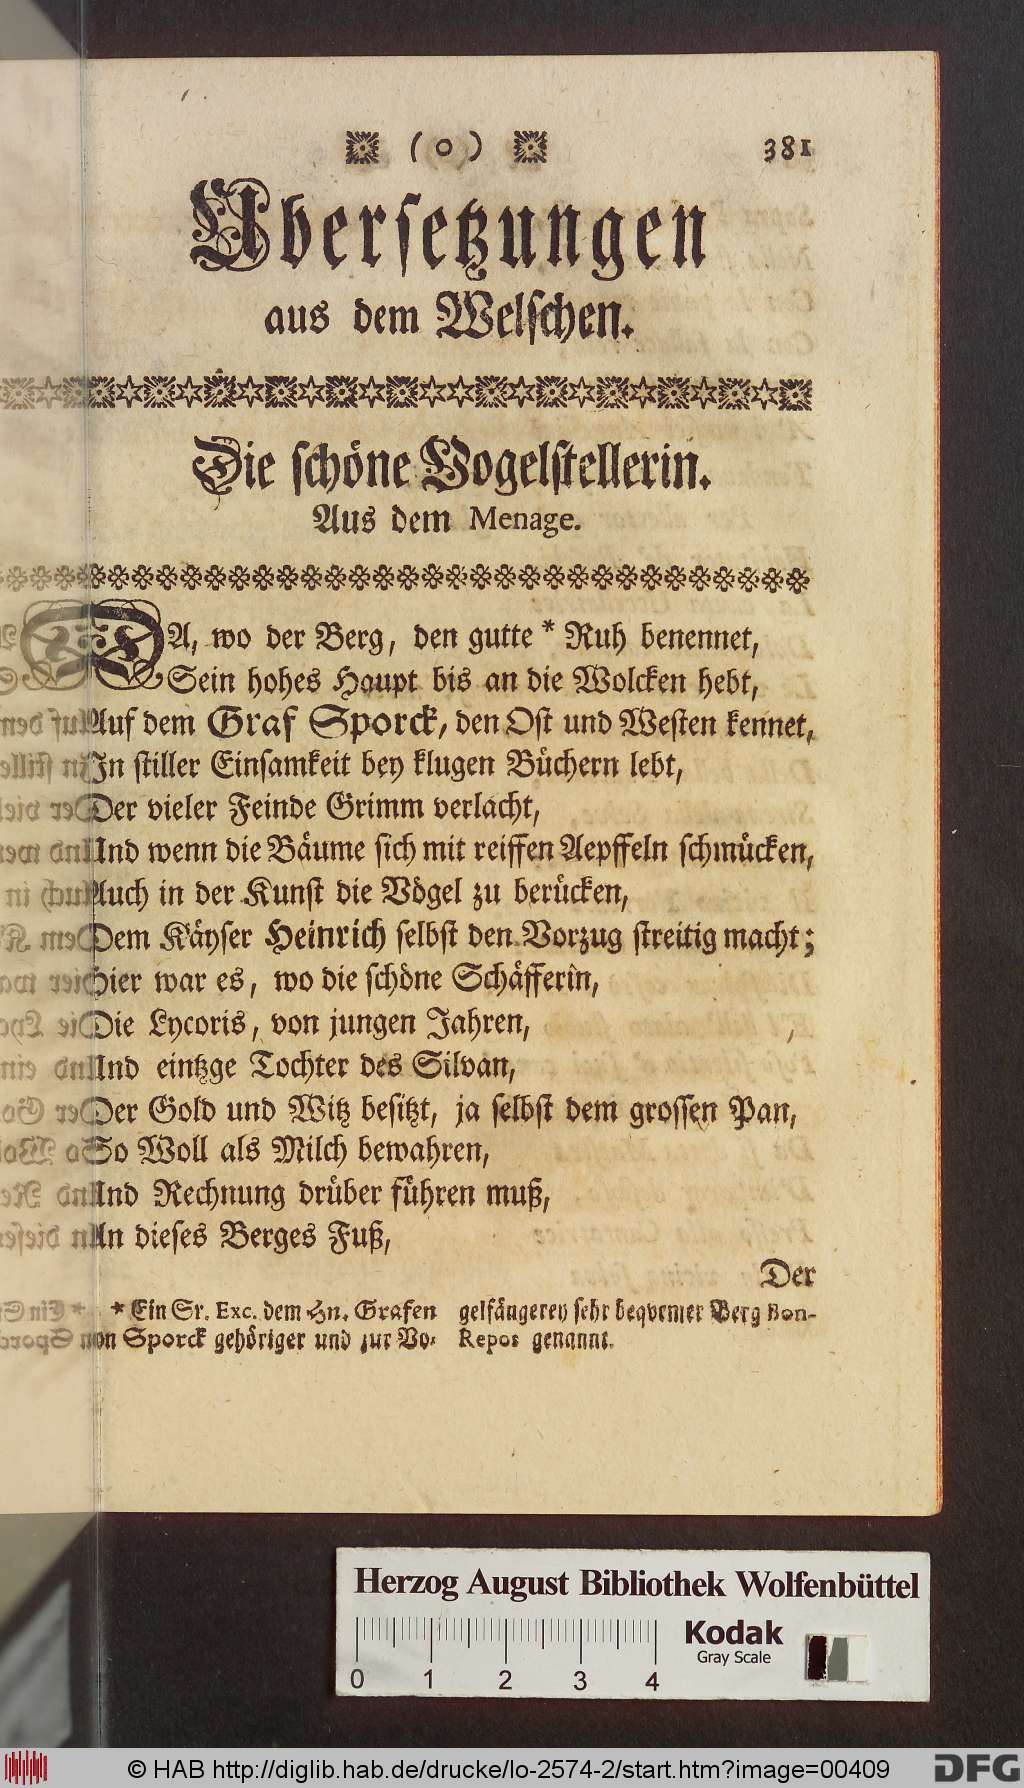 ( o ) 381
Übersetzungen
aus dem Welschen.
Die schöne Vogelstellerin.
Aus dem Menage.
DA, wo der Berg, den gutte * Ruh benennet,
Sein hohes Haupt bis an die Wolcken hebt,
Auf dem Graf Sporck, den Ost und Westen kennet,
In stiller Einsamkeit bey klugen Büchern lebt,
Der vieler Feinde Grimm verlacht,
Und wenn die Bäume sich mit reiffen Aepffeln schmücken,
Auch in der Kunst die Vögel zu berücken,
Dem Käyser Heinrich selbst den Vorzug streitig macht;
Hier war es, wo die schöne Schäfferin,
Die Lycoris, von jungen Jahren,
Und eintzge Tochter des Silvan,
Der Gold und Witz besitzt, ja selbst dem grossen Pan,
So Woll als Milch bewahren,
Und Rechnung drüber führen muß,
An dieses Berges Fuß,
Der
* Ein Sr. Exc. dem Hn. Grafen
von Sporck gehöriger und zur Vo-
gelfängerey sehr beqvemer Berg Bon-
Repos genannt.
Herzog August Bibliothek Wolfenbüttel
Kodak
Gray Scale
0 1 2 3 4
© HAB http://diglib.hab.de/drucke/lo-2574-2/start.htm?image=00409
DFG